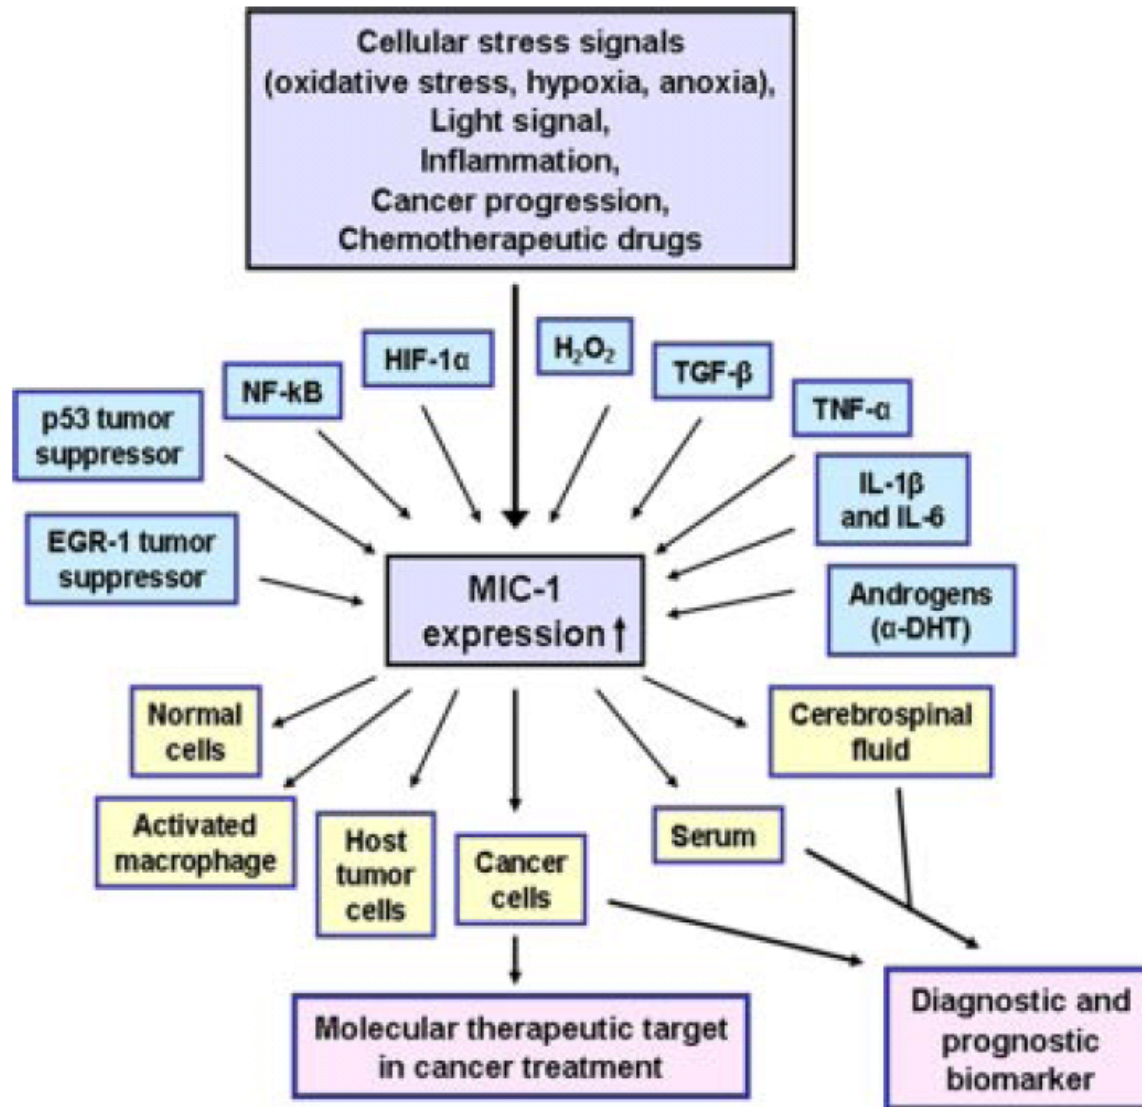 Cellular stress signals
(oxidative stress, hypoxia, anoxia),
Light signal,
Inflammation,
Cancer progression,
Chemotherapeutic drugs
H₂O₂
HIF-1α
TGF-β
NF-kB
TNF-α
p53 tumor
suppressor
IL-1β
and IL-6
EGR-1 tumor
suppressor
MIC-1
expression↑
Androgens
(α-DHT)
Normal
cells
Cerebrospinal
fluid
Activated
macrophage
Host
tumor
cells
Cancer
cells
Serum
Molecular therapeutic target
in cancer treatment
Diagnostic and
prognostic
biomarker